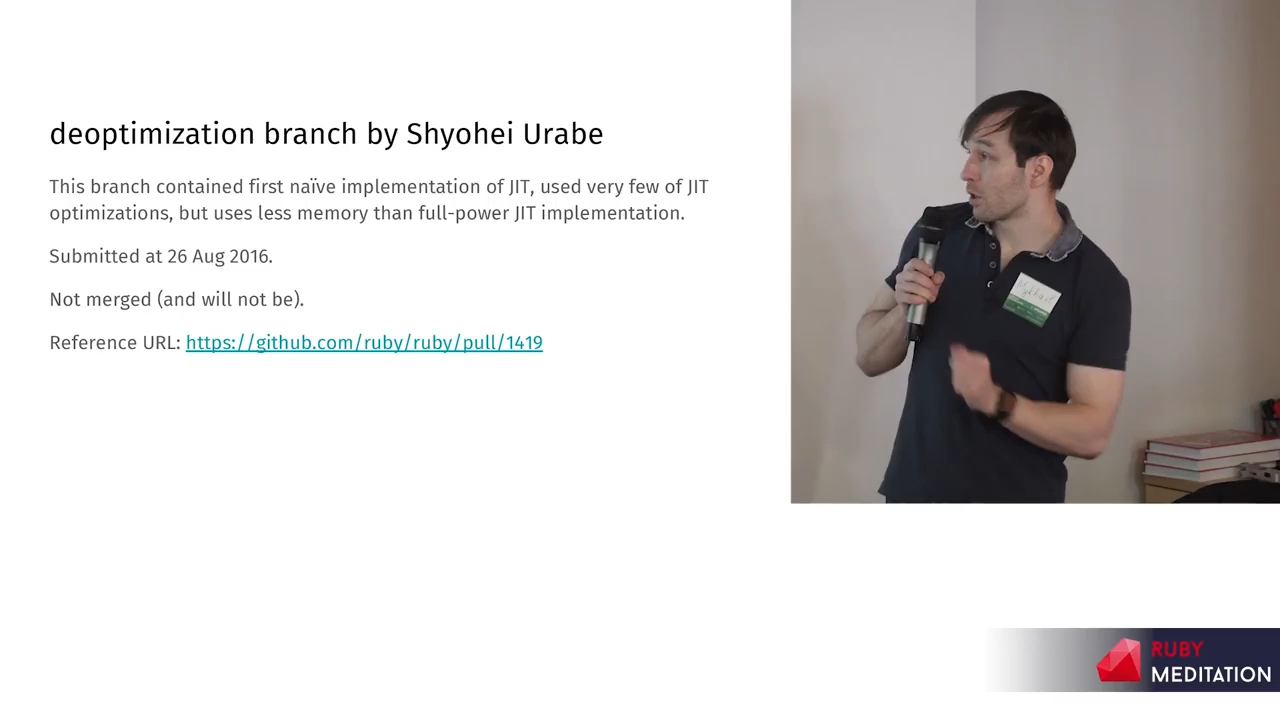 deoptimization branch by Shyohei Urabe
This branch contained first naïve implementation of JIT, used very few of JIT
optimizations, but uses less memory than full-power JIT implementation.
Submitted at 26 Aug 2016.
Not merged (and will not be).
Reference URL: https://github.com/ruby/ruby/pull/1419
RUBY
MEDITATION